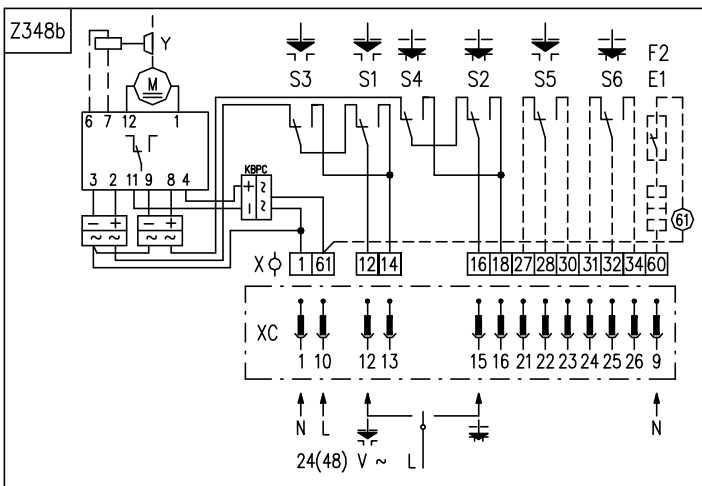 Z348b
Y
M
6 7 12 1
3 2 11 9 8 4
− + − +
~ ~ ~ ~
KBPC
+ ~
− ~
S3 S1 S4 S2 S5 S6 F2
E1
61
X 1 61 12 14 16 18 27 28 30 31 32 34 60
XC
1 10 12 13 15 16 21 22 23 24 25 26 9
N L N
24(48) V ~ L